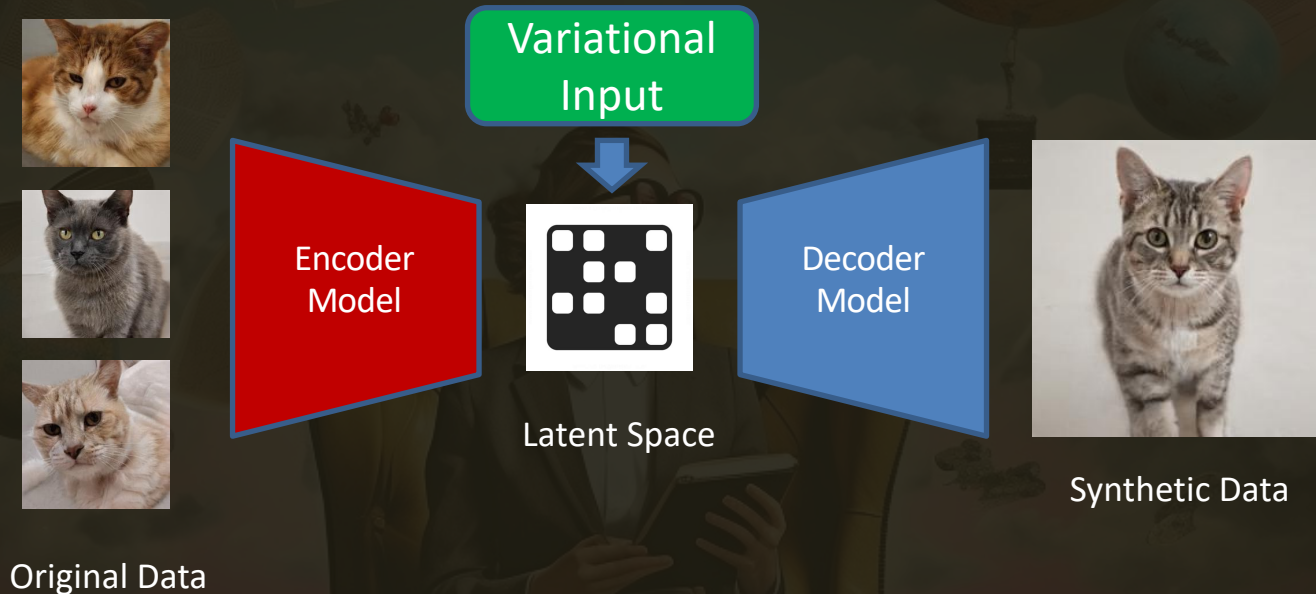 Variational
Input
Encoder
Model
Decoder
Model
Latent Space
Synthetic Data
Original Data